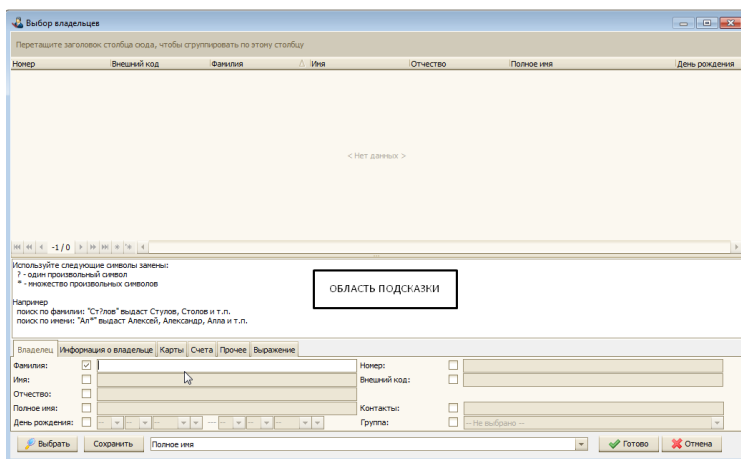 Выбор владельцев
Перетащите заголовок столбца сюда, чтобы сгруппировать по этому столбцу
Номер Внешний код Фамилия Имя Отчество Полное имя День рождения
< Нет данных >
-1 / 0
Используйте следующие символы замены:
? - один произвольный символ
* - множество произвольных символов
ОБЛАСТЬ ПОДСКАЗКИ
Например
поиск по фамилии: "Ст?лов" выдаст Стулов, Столов и т.п.
поиск по имени: "Ал*" выдаст Алексей, Александр, Алла и т.п.
Владелец Информация о владельце Карты Счета Прочее Выражение
Фамилия: Номер:
Имя: Внешний код:
Отчество:
Полное имя: Контакты:
День рождения: -- -- -- — -- -- -- Группа: -- Не выбрано --
Выбрать Сохранить Полное имя Готово Отмена